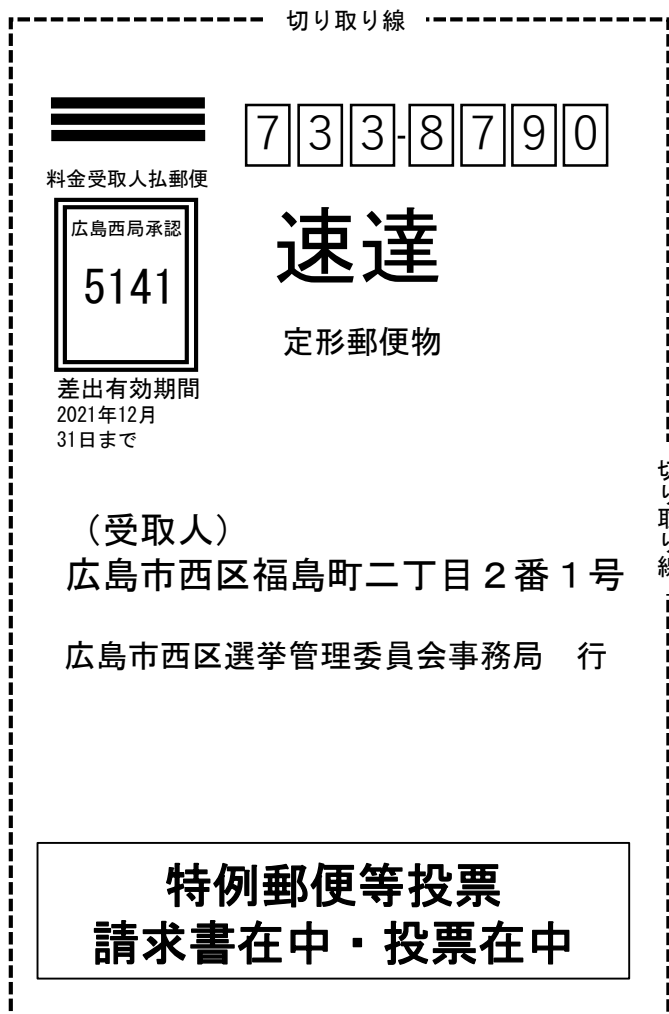 切り取り線
733-8790
料金受取人払郵便
広島西局承認
5141
速達
定形郵便物
差出有効期間
2021年12月
31日まで
切り取り線
（受取人）
広島市西区福島町二丁目２番１号
広島市西区選挙管理委員会事務局　行
特例郵便等投票
請求書在中・投票在中